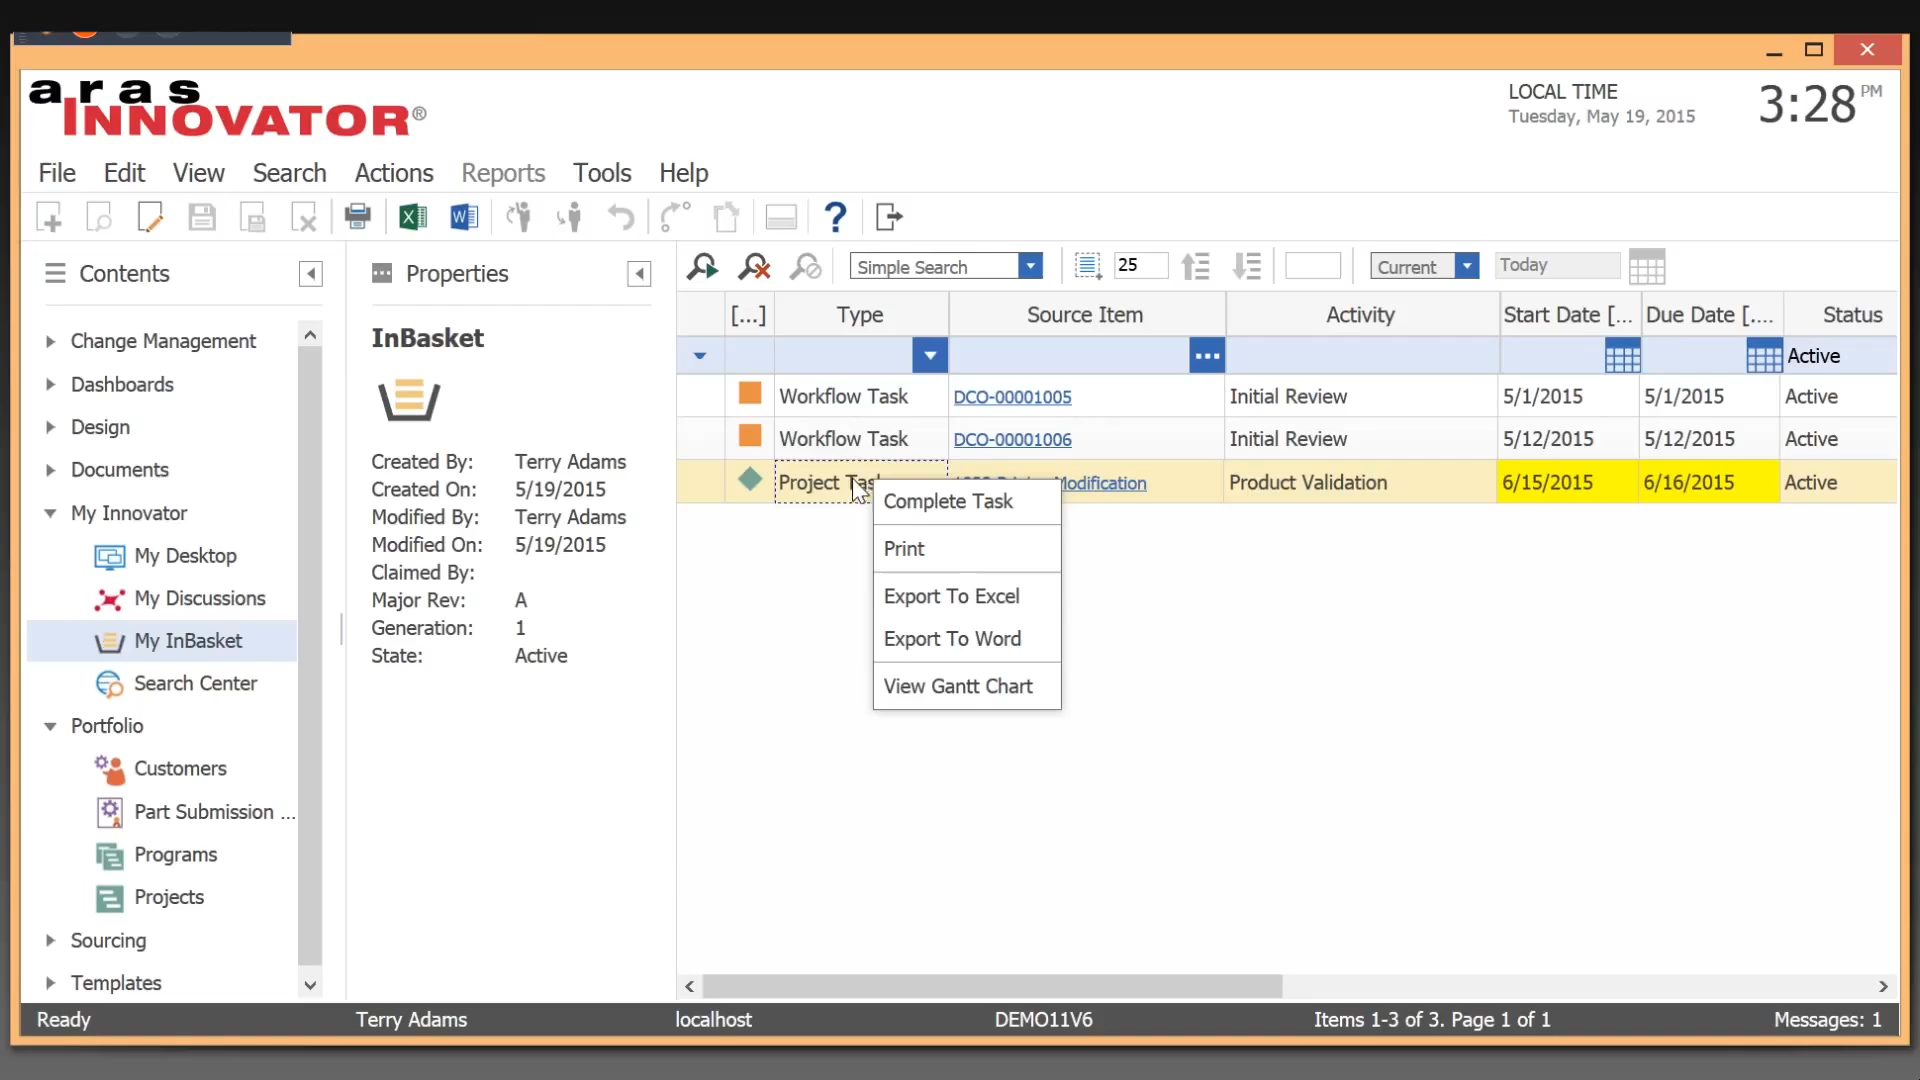 aras
INNOVATOR®
LOCAL TIME
Tuesday, May 19, 2015
3:28 PM
File Edit View Search Actions Reports Tools Help
Contents
Change Management
Dashboards
Design
Documents
My Innovator
My Desktop
My Discussions
My InBasket
Search Center
Portfolio
Customers
Part Submission ...
Programs
Projects
Sourcing
Templates
Properties
InBasket
Created By: Terry Adams
Created On: 5/19/2015
Modified By: Terry Adams
Modified On: 5/19/2015
Claimed By:
Major Rev: A
Generation: 1
State: Active
Simple Search 25 Current Today
[...] Type Source Item Activity Start Date [... Due Date [.... Status
Active
Workflow Task DCO-00001005 Initial Review 5/1/2015 5/1/2015 Active
Workflow Task DCO-00001006 Initial Review 5/12/2015 5/12/2015 Active
Project Modification Product Validation 6/15/2015 6/16/2015 Active
Complete Task
Print
Export To Excel
Export To Word
View Gantt Chart
Ready Terry Adams localhost DEMO11V6 Items 1-3 of 3. Page 1 of 1 Messages: 1